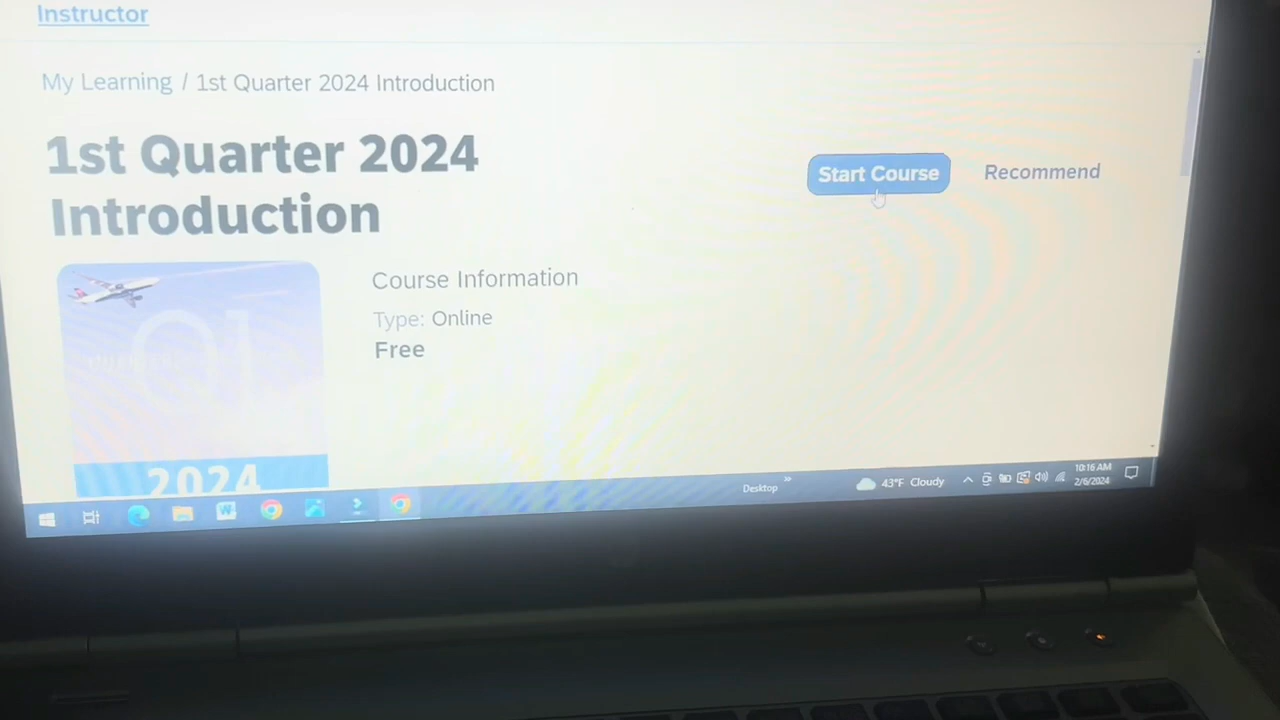 Instructor
My Learning / 1st Quarter 2024 Introduction
1st Quarter 2024
Introduction
Start Course
Recommend
Course Information
Type: Online
Free
Q1
2024
Desktop
43°F Cloudy
10:16 AM
2/6/2024